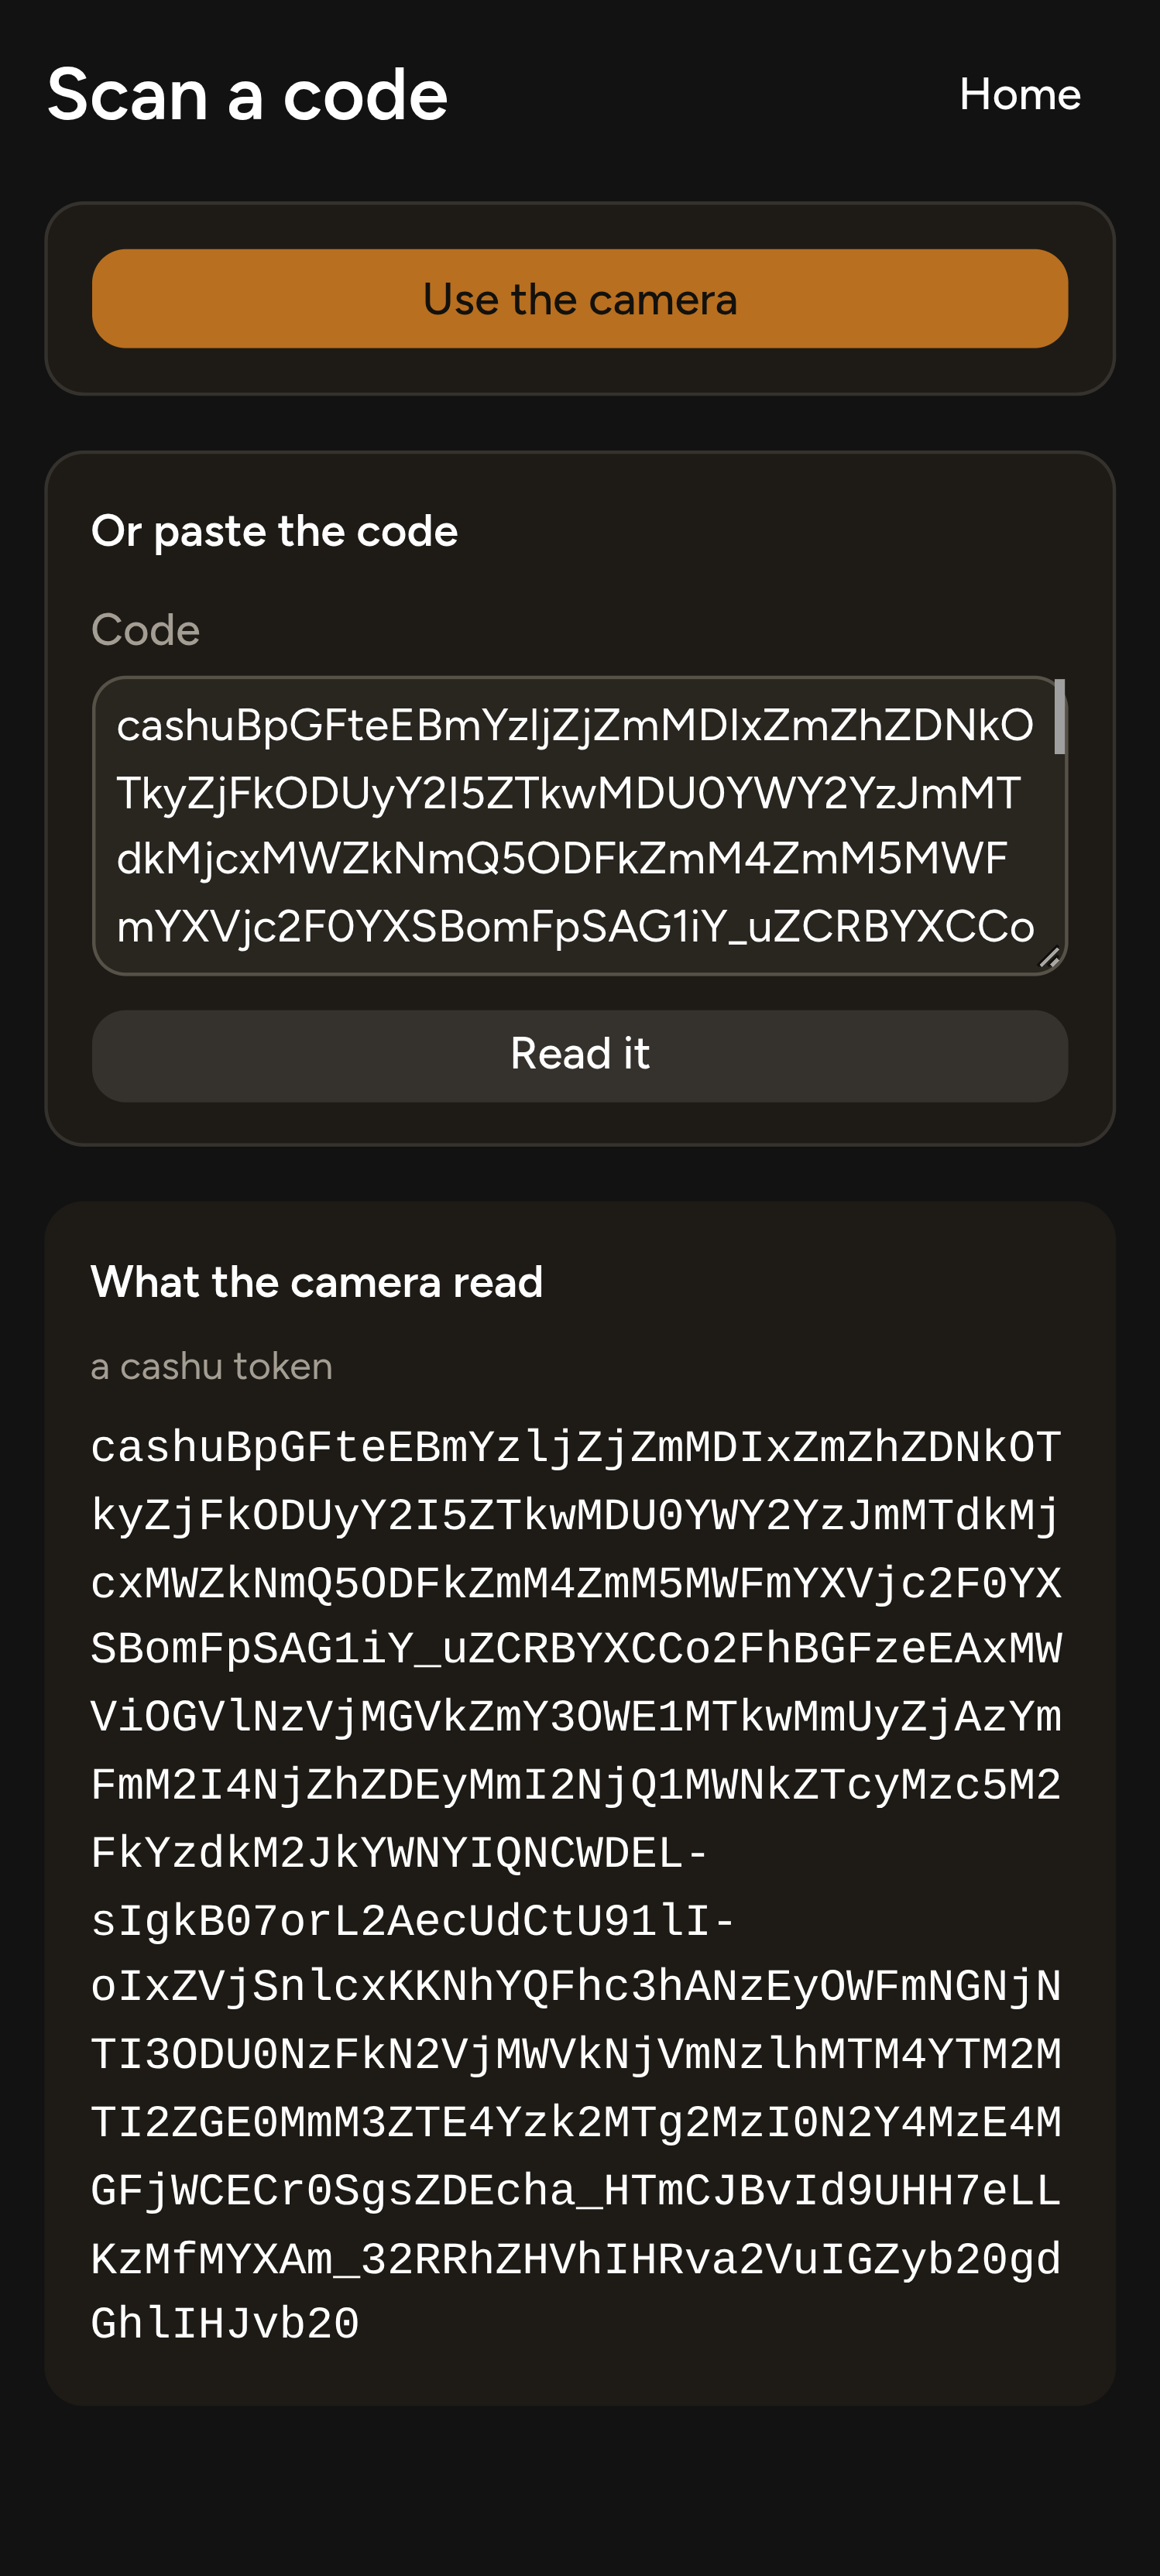 Scan a code
Home
Use the camera
Or paste the code
Code
cashuBpGFteEBmYzljZjZmMDIxZmZhZDNkO
TkyZjFkODUyY2I5ZTkwMDU0YWY2YzJmMT
dkMjcxMWZkNmQ5ODFkZmM4ZmM5MWF
mYXVjc2F0YXSBomFpSAG1iY_uZCRBYXCCo
Read it
What the camera read
a cashu token
cashuBpGFteEBmYzljZjZmMDIxZmZhZDNkOT
kyZjFkODUyY2I5ZTkwMDU0YWY2YzJmMTdkMj
cxMWZkNmQ5ODFkZmM4ZmM5MWFmYXVjc2F0YX
SBomFpSAG1iY_uZCRBYXCCo2FhBGFzeEAxMW
ViOGVlNzVjMGVkZmY3OWE1MTkwMmUyZjAzYm
FmM2I4NjZhZDEyMmI2NjQ1MWNkZTcyMzc5M2
FkYzdkM2JkYWNYIQNCWDEL-
sIgkB07orL2AecUdCtU91lI-
oIxZVjSnlcxKKNhYQFhc3hANzEyOWFmNGNjN
TI3ODU0NzFkN2VjMWVkNjVmNzlhMTM4YTM2M
TI2ZGE0MmM3ZTE4Yzk2MTg2MzI0N2Y4MzE4M
GFjWCECr0SgsZDEcha_HTmCJBvId9UHH7eLL
KzMfMYXAm_32RRhZHVhIHRva2VuIGZyb20gd
GhlIHJvb20